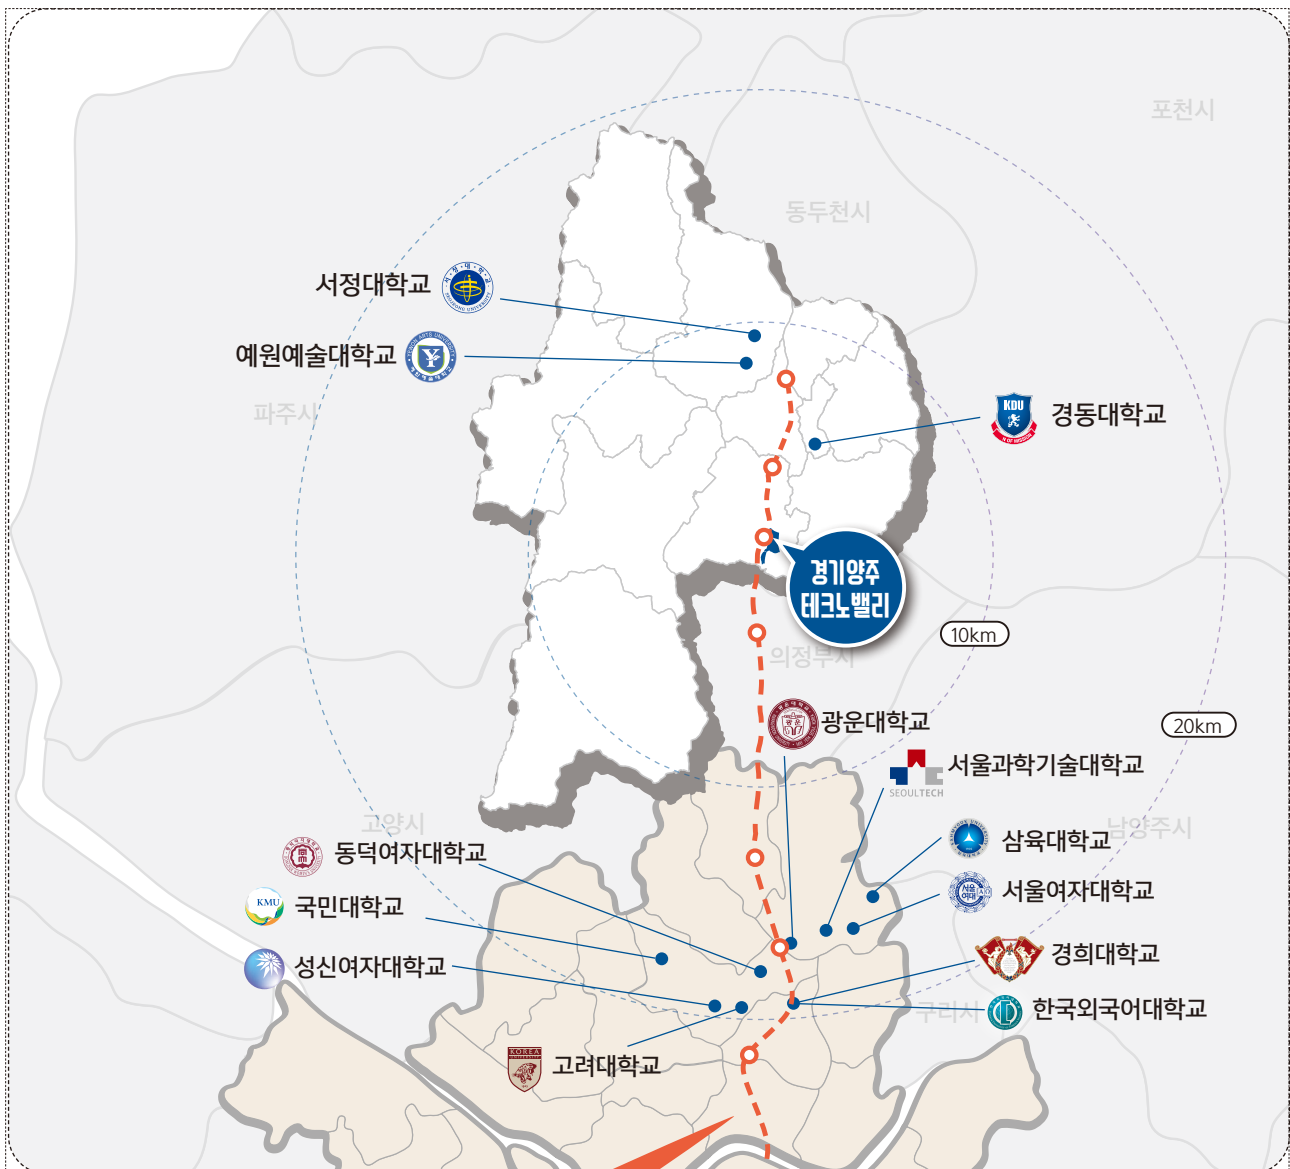 포천시
동두천시
서정대학교
예원예술대학교
파주시
KDU
경동대학교
경기양주
테크노밸리
10km
의정부시
20km
광운대학교
서울과학기술대학교
SEOULTECH
고양시
남양주시
동덕여자대학교
삼육대학교
서울여대
서울여자대학교
KMU
국민대학교
경희대학교
성신여자대학교
구리시
한국외국어대학교
KOREA
고려대학교